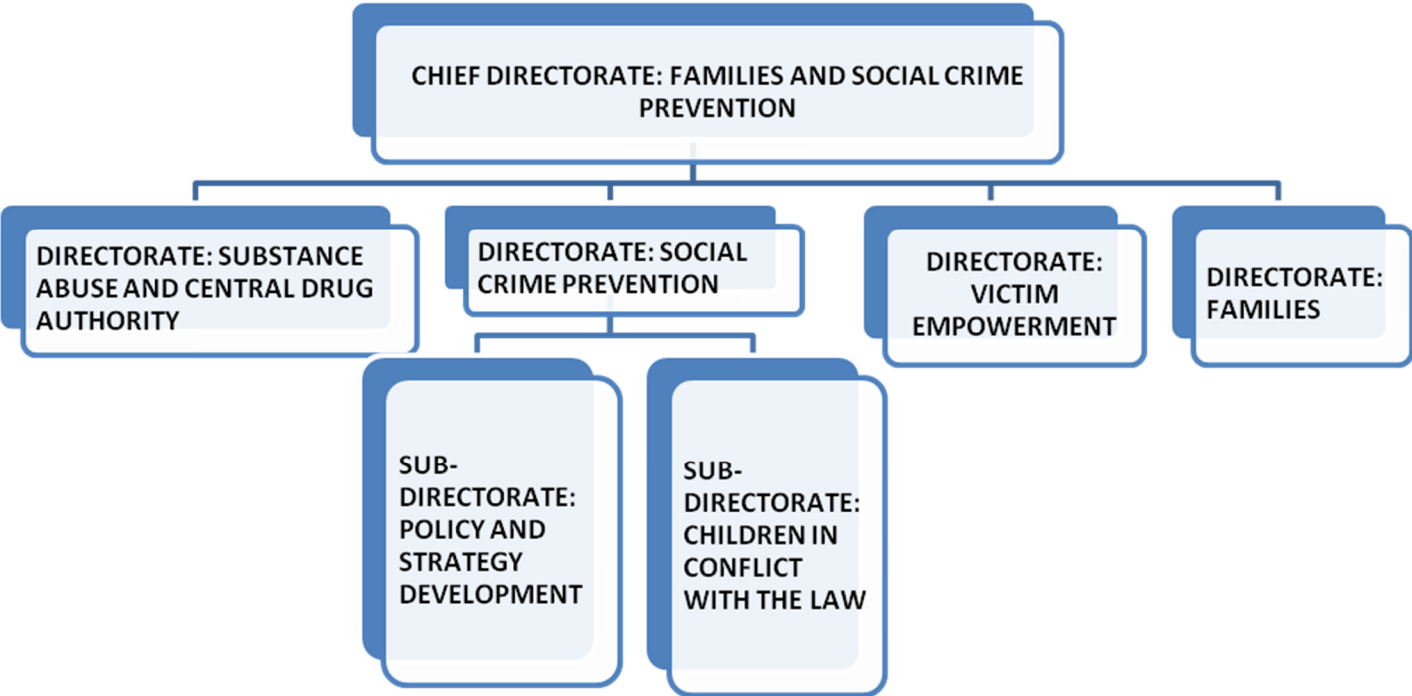 CHIEF DIRECTORATE: FAMILIES AND SOCIAL CRIME
PREVENTION
DIRECTORATE: SUBSTANCE
ABUSE AND CENTRAL DRUG
AUTHORITY
DIRECTORATE: SOCIAL
CRIME PREVENTION
DIRECTORATE:
VICTIM
EMPOWERMENT
DIRECTORATE:
FAMILIES
SUB-
DIRECTORATE:
POLICY AND
STRATEGY
DEVELOPMENT
SUB-
DIRECTORATE:
CHILDREN IN
CONFLICT
WITH THE LAW